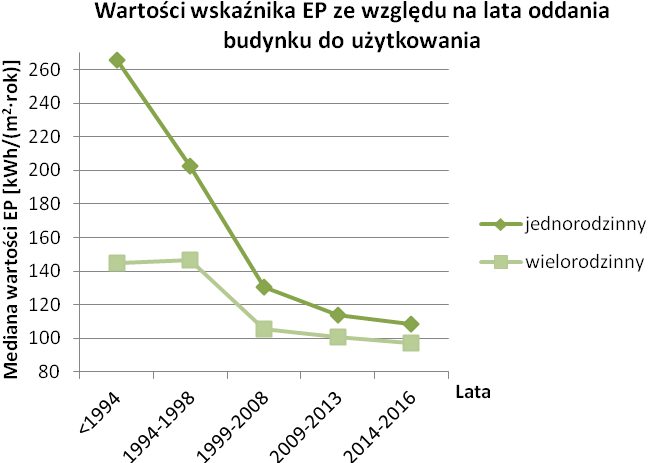 Wartości wskaźnika EP ze względu na lata oddania
budynku do użytkowania
Mediana wartości EP [kWh/(m²·rok)]
260
240
220
200
180
160
140
120
100
80
<1994
1994-1998
1999-2008
2009-2013
2014-2016
Lata
jednorodzinny
wielorodzinny